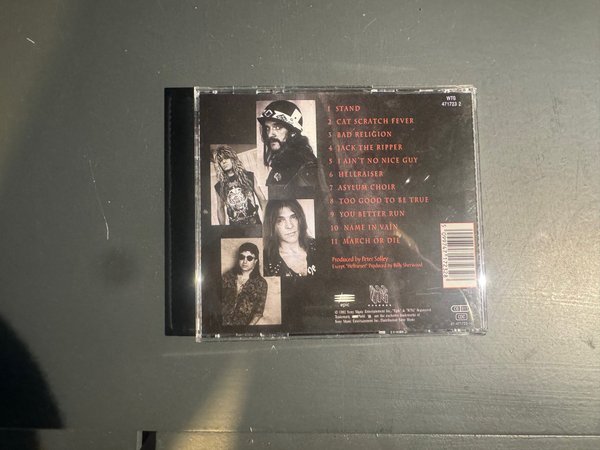 WTG
471723 2
1 STAND
2 CAT SCRATCH FEVER
3 BAD RELIGION
4 JACK THE RIPPER
5 I AIN'T NO NICE GUY
6 HELLRAISER
7 ASYLUM CHOIR
8 TOO GOOD TO BE TRUE
9 YOU BETTER RUN
10 NAME IN VAIN
11 MARCH OR DIE
Produced by Peter Solley
Except "Hellraiser" Produced by Billy Sherwood
epic